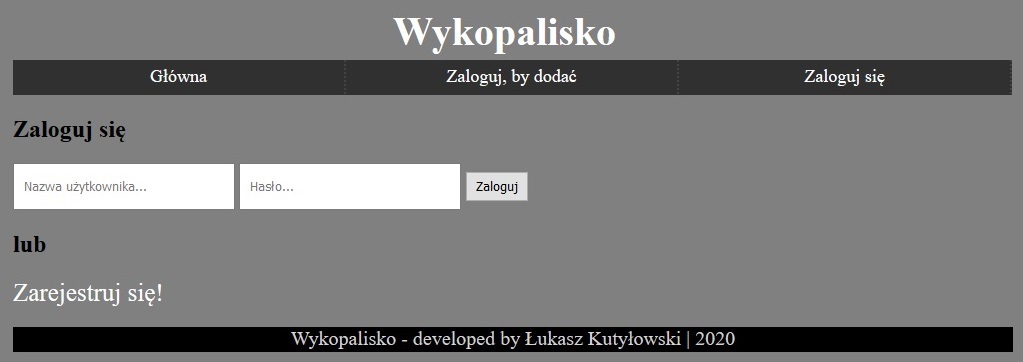 Wykopalisko
Główna Zaloguj, by dodać Zaloguj się
Zaloguj się
Nazwa użytkownika... Hasło... Zaloguj
lub
Zarejestruj się!
Wykopalisko - developed by Łukasz Kutyłowski | 2020